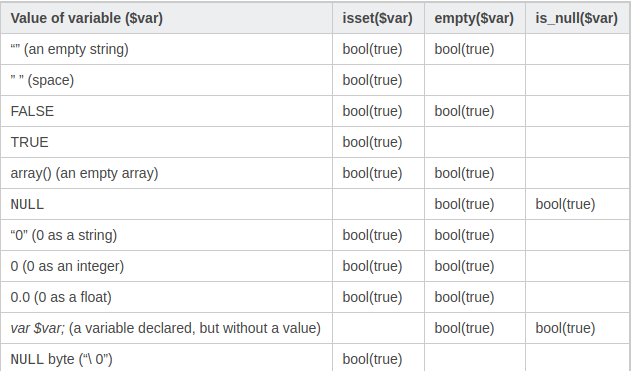 Value of variable ($var) isset($var) empty($var) is_null($var)
“” (an empty string) bool(true) bool(true)
” ” (space) bool(true)
FALSE bool(true) bool(true)
TRUE bool(true)
array() (an empty array) bool(true) bool(true)
NULL bool(true) bool(true)
“0” (0 as a string) bool(true) bool(true)
0 (0 as an integer) bool(true) bool(true)
0.0 (0 as a float) bool(true) bool(true)
var $var; (a variable declared, but without a value) bool(true) bool(true)
NULL byte (“\ 0”) bool(true)